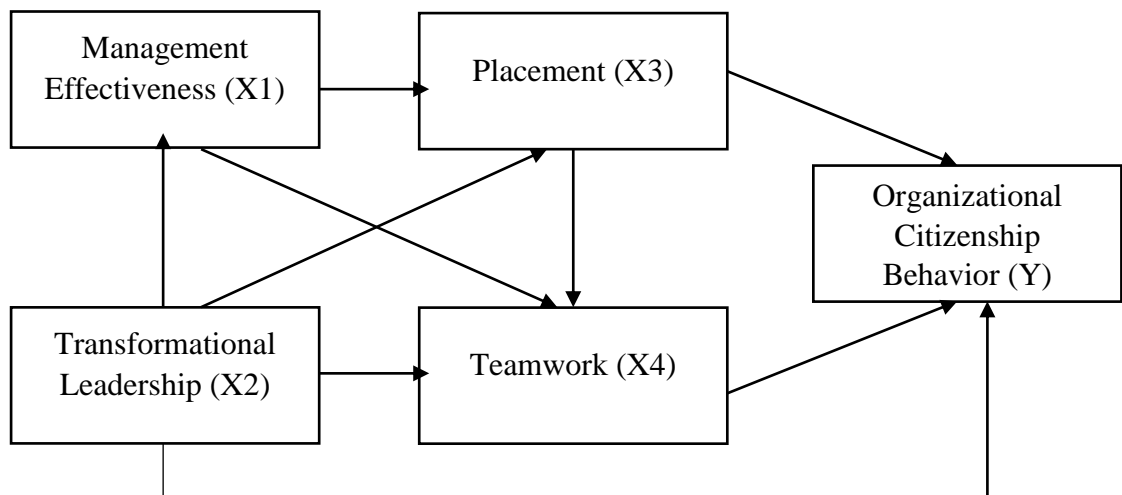 Management
Effectiveness (X1)
Placement (X3)
Organizational
Citizenship
Behavior (Y)
Transformational
Leadership (X2)
Teamwork (X4)